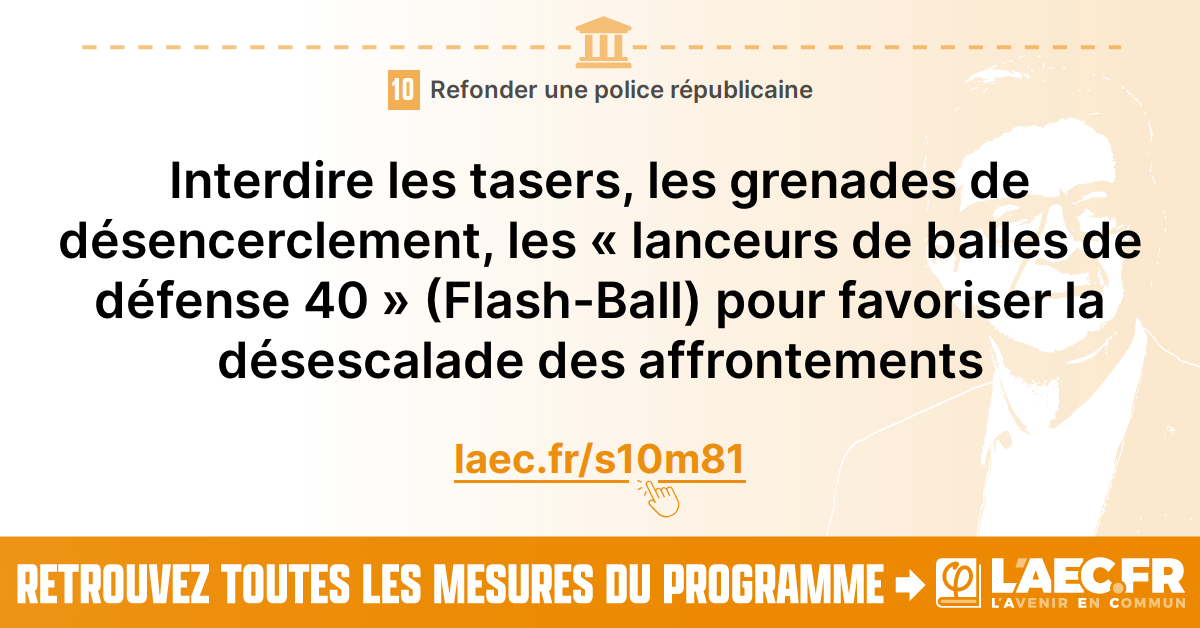 10 Refonder une police républicaine
Interdire les tasers, les grenades de
désencerclement, les « lanceurs de balles de
défense 40 » (Flash-Ball) pour favoriser la
désescalade des affrontements
laec.fr/s10m81
RETROUVEZ TOUTES LES MESURES DU PROGRAMME
φ L'AEC.FR
L'AVENIR EN COMMUN